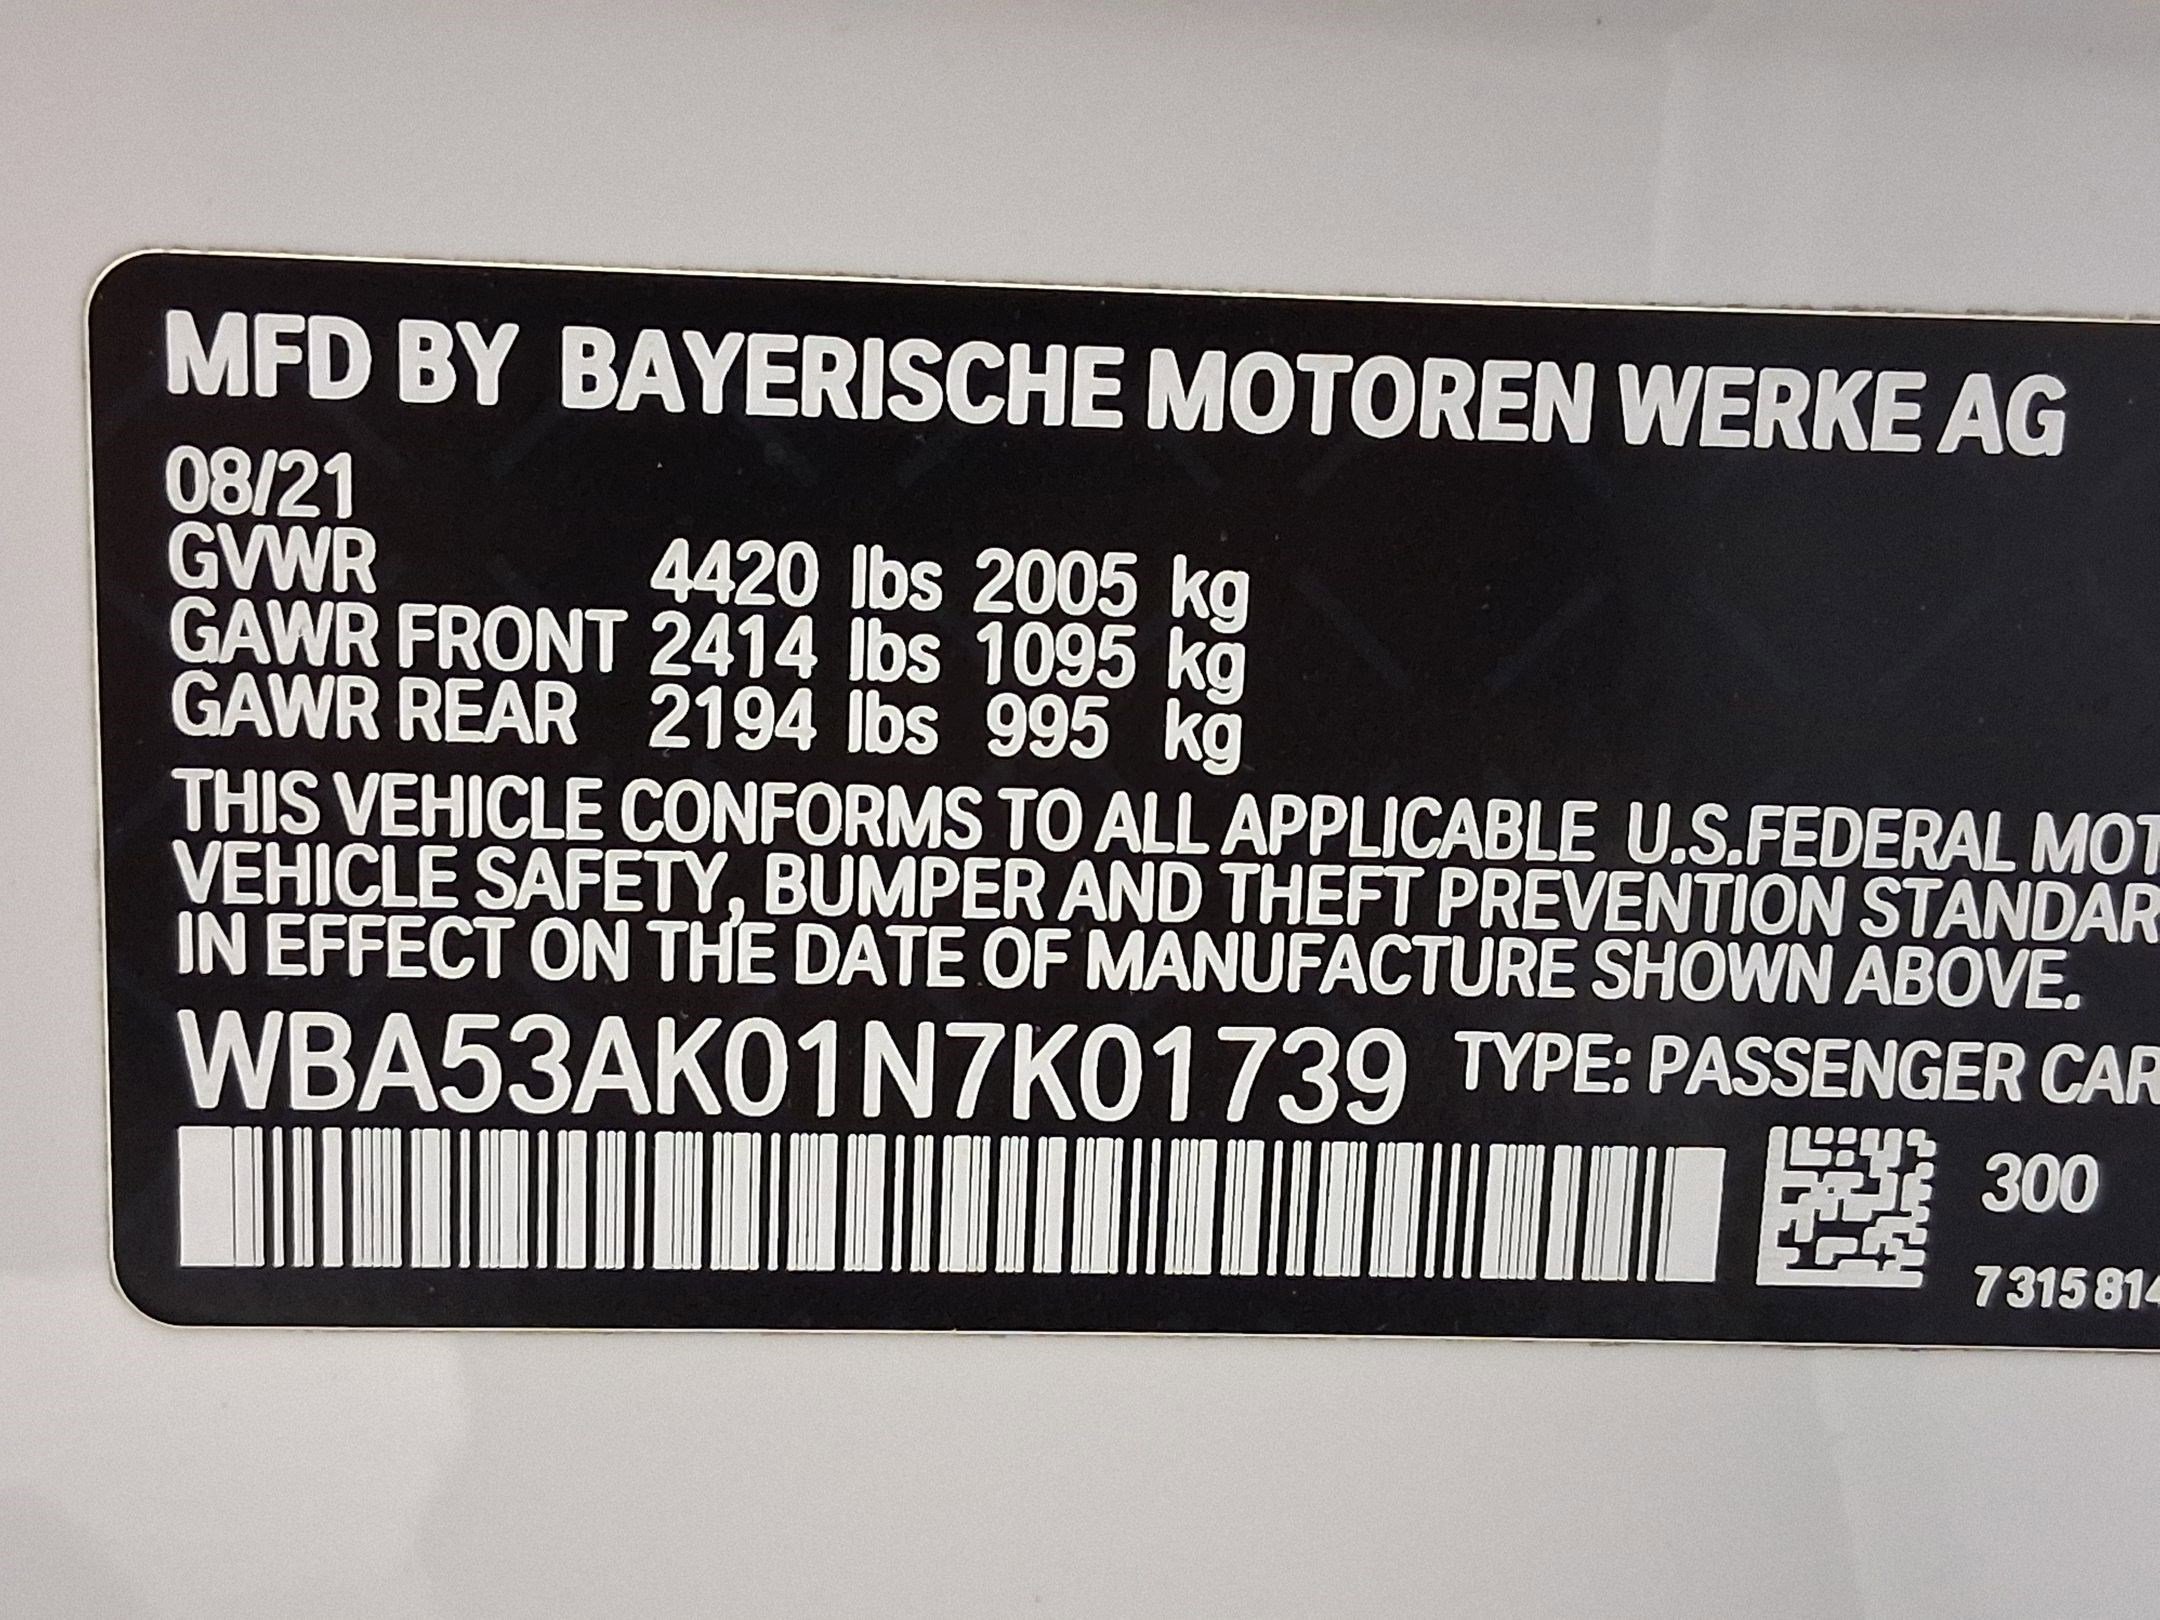 MFD BY BAYERISCHE MOTOREN WERKE AG
08/21
GVWR 4420 lbs 2005 kg
GAWR FRONT 2414 lbs 1095 kg
GAWR REAR 2194 lbs 995 kg
THIS VEHICLE CONFORMS TO ALL APPLICABLE U.S.FEDERAL MOT
VEHICLE SAFETY, BUMPER AND THEFT PREVENTION STANDAR
IN EFFECT ON THE DATE OF MANUFACTURE SHOWN ABOVE.
WBA53AK01N7K01739 TYPE: PASSENGER CAR
300
7 315 814